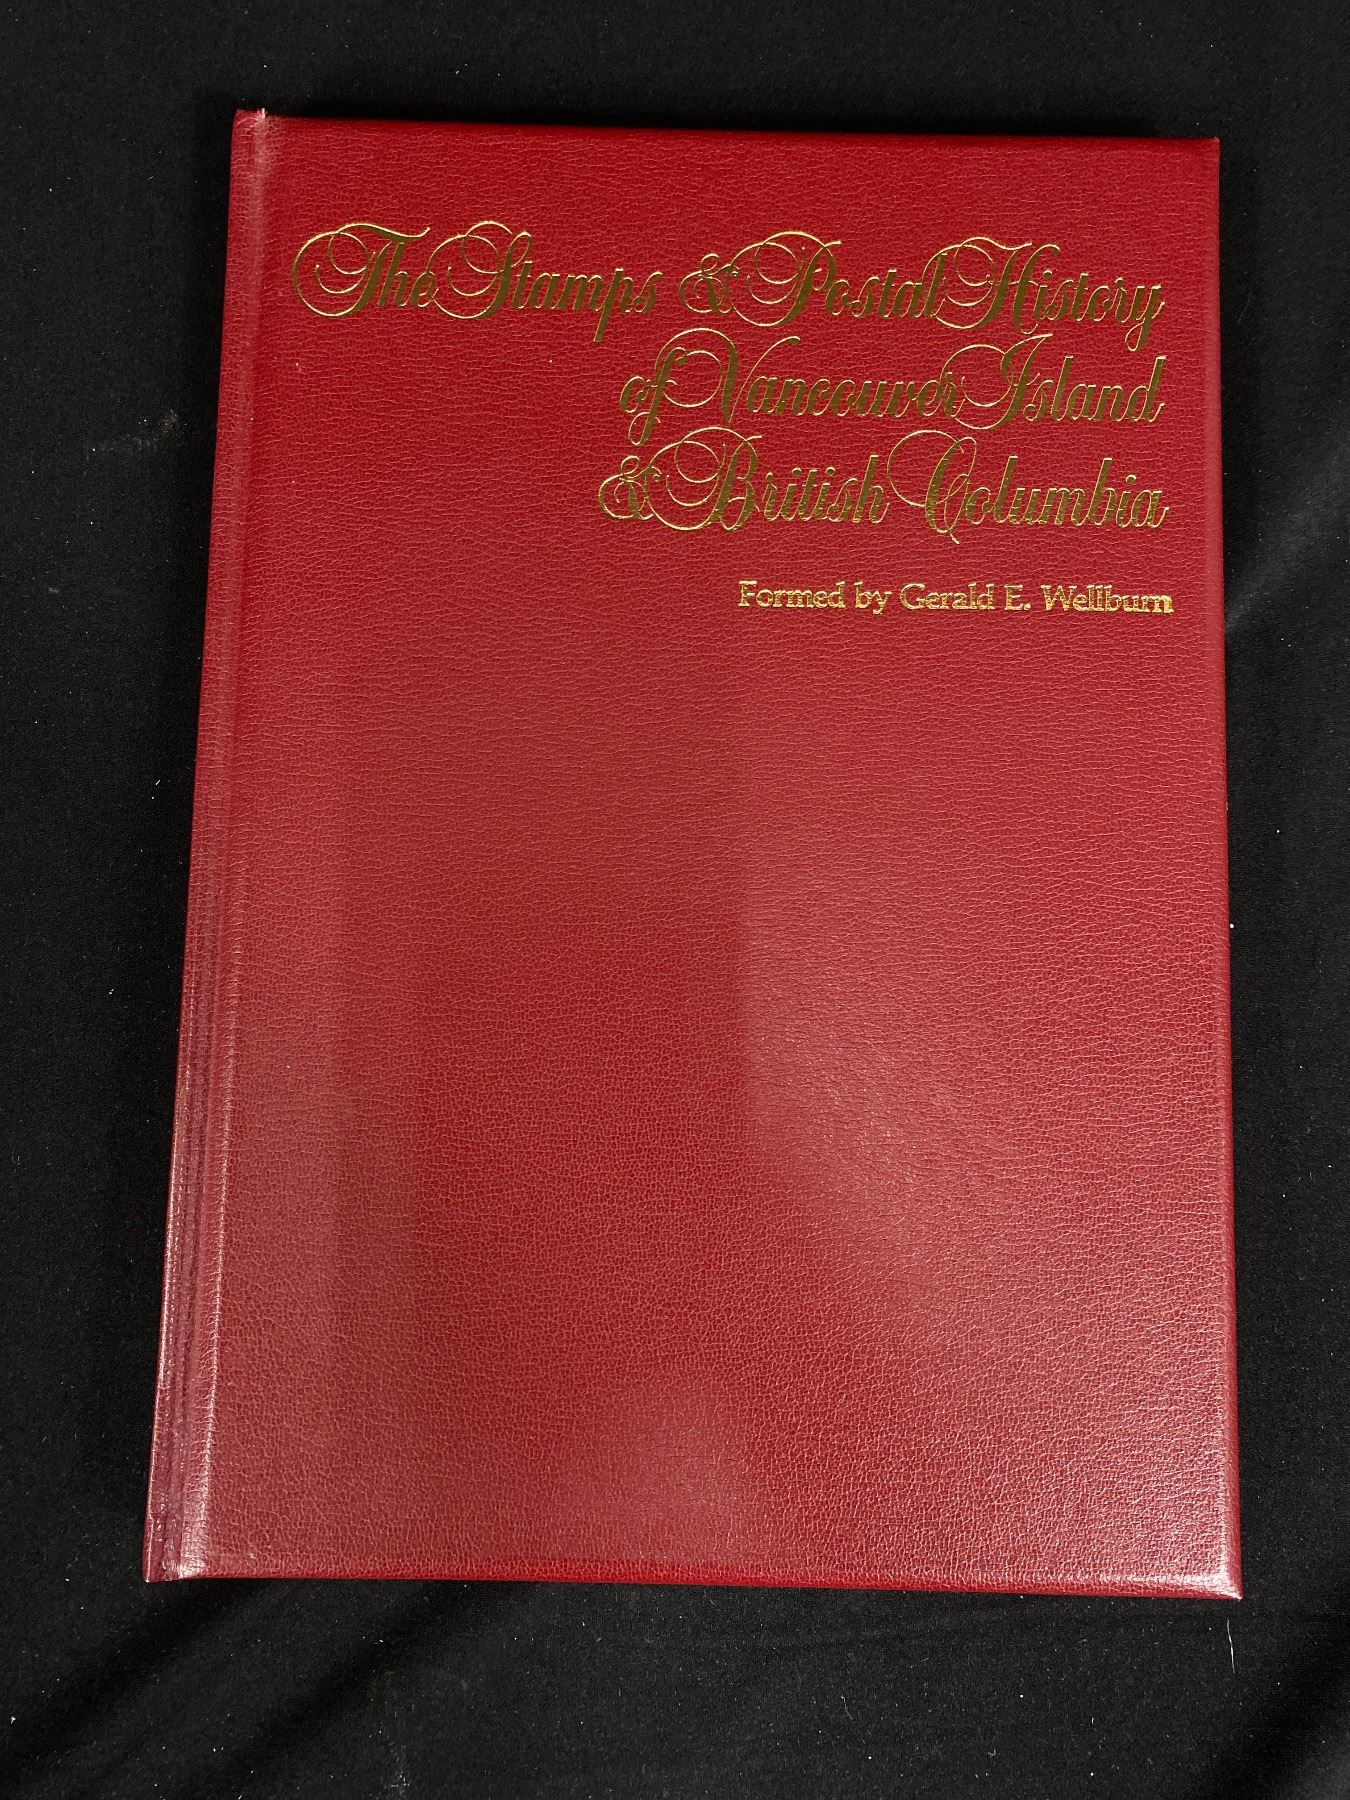 The Stamps & Postal History
of Vancouver Island
& British Columbia
Formed by Gerald E. Wellburn